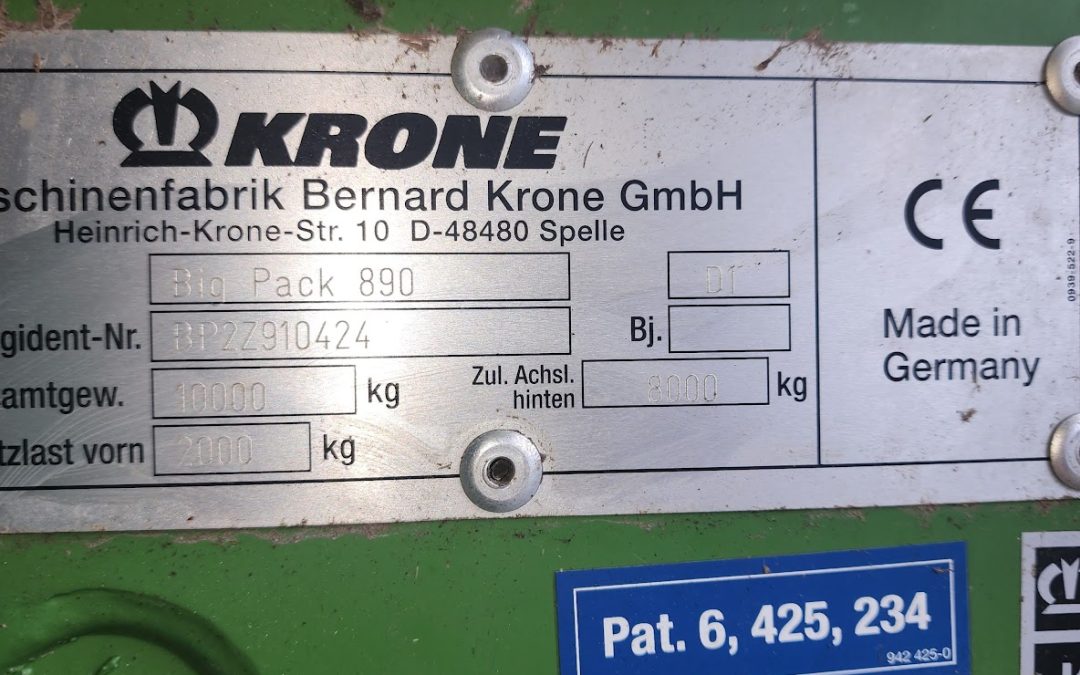 KRONE
schinenfabrik Bernard Krone GmbH
Heinrich-Krone-Str. 10 D-48480 Spelle
Big Pack 890 D1
gident-Nr. BP2Z910424 Bj.
amtgew. 10000 kg Zul. Achsl. hinten 8000 kg
tzlast vorn 2000 kg
CE
Made in
Germany
0939-522-9
Pat. 6, 425, 234
942 425-0